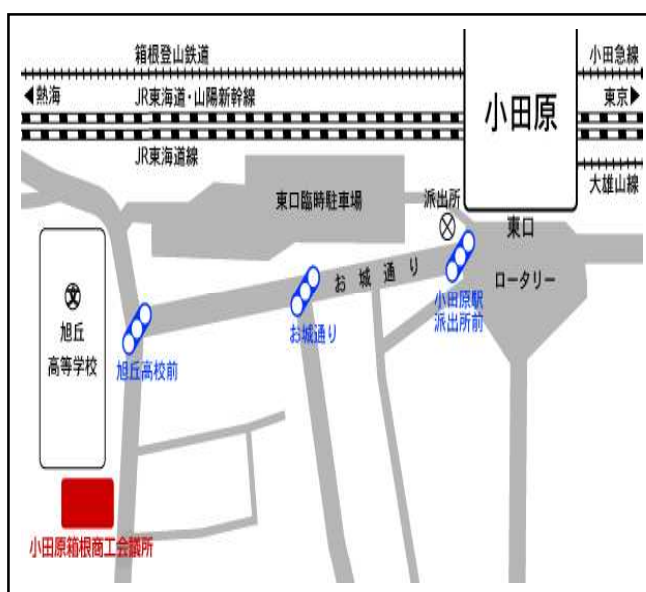 箱根登山鉄道
小田急線
◀熱海
JR東海道・山陽新幹線
東京▶
小田原
JR東海道線
大雄山線
東口臨時駐車場
派出所
東口
ロータリー
お城通り
小田原駅
派出所前
お城通り
文
旭丘
高等学校
旭丘高校前
小田原箱根商工会議所